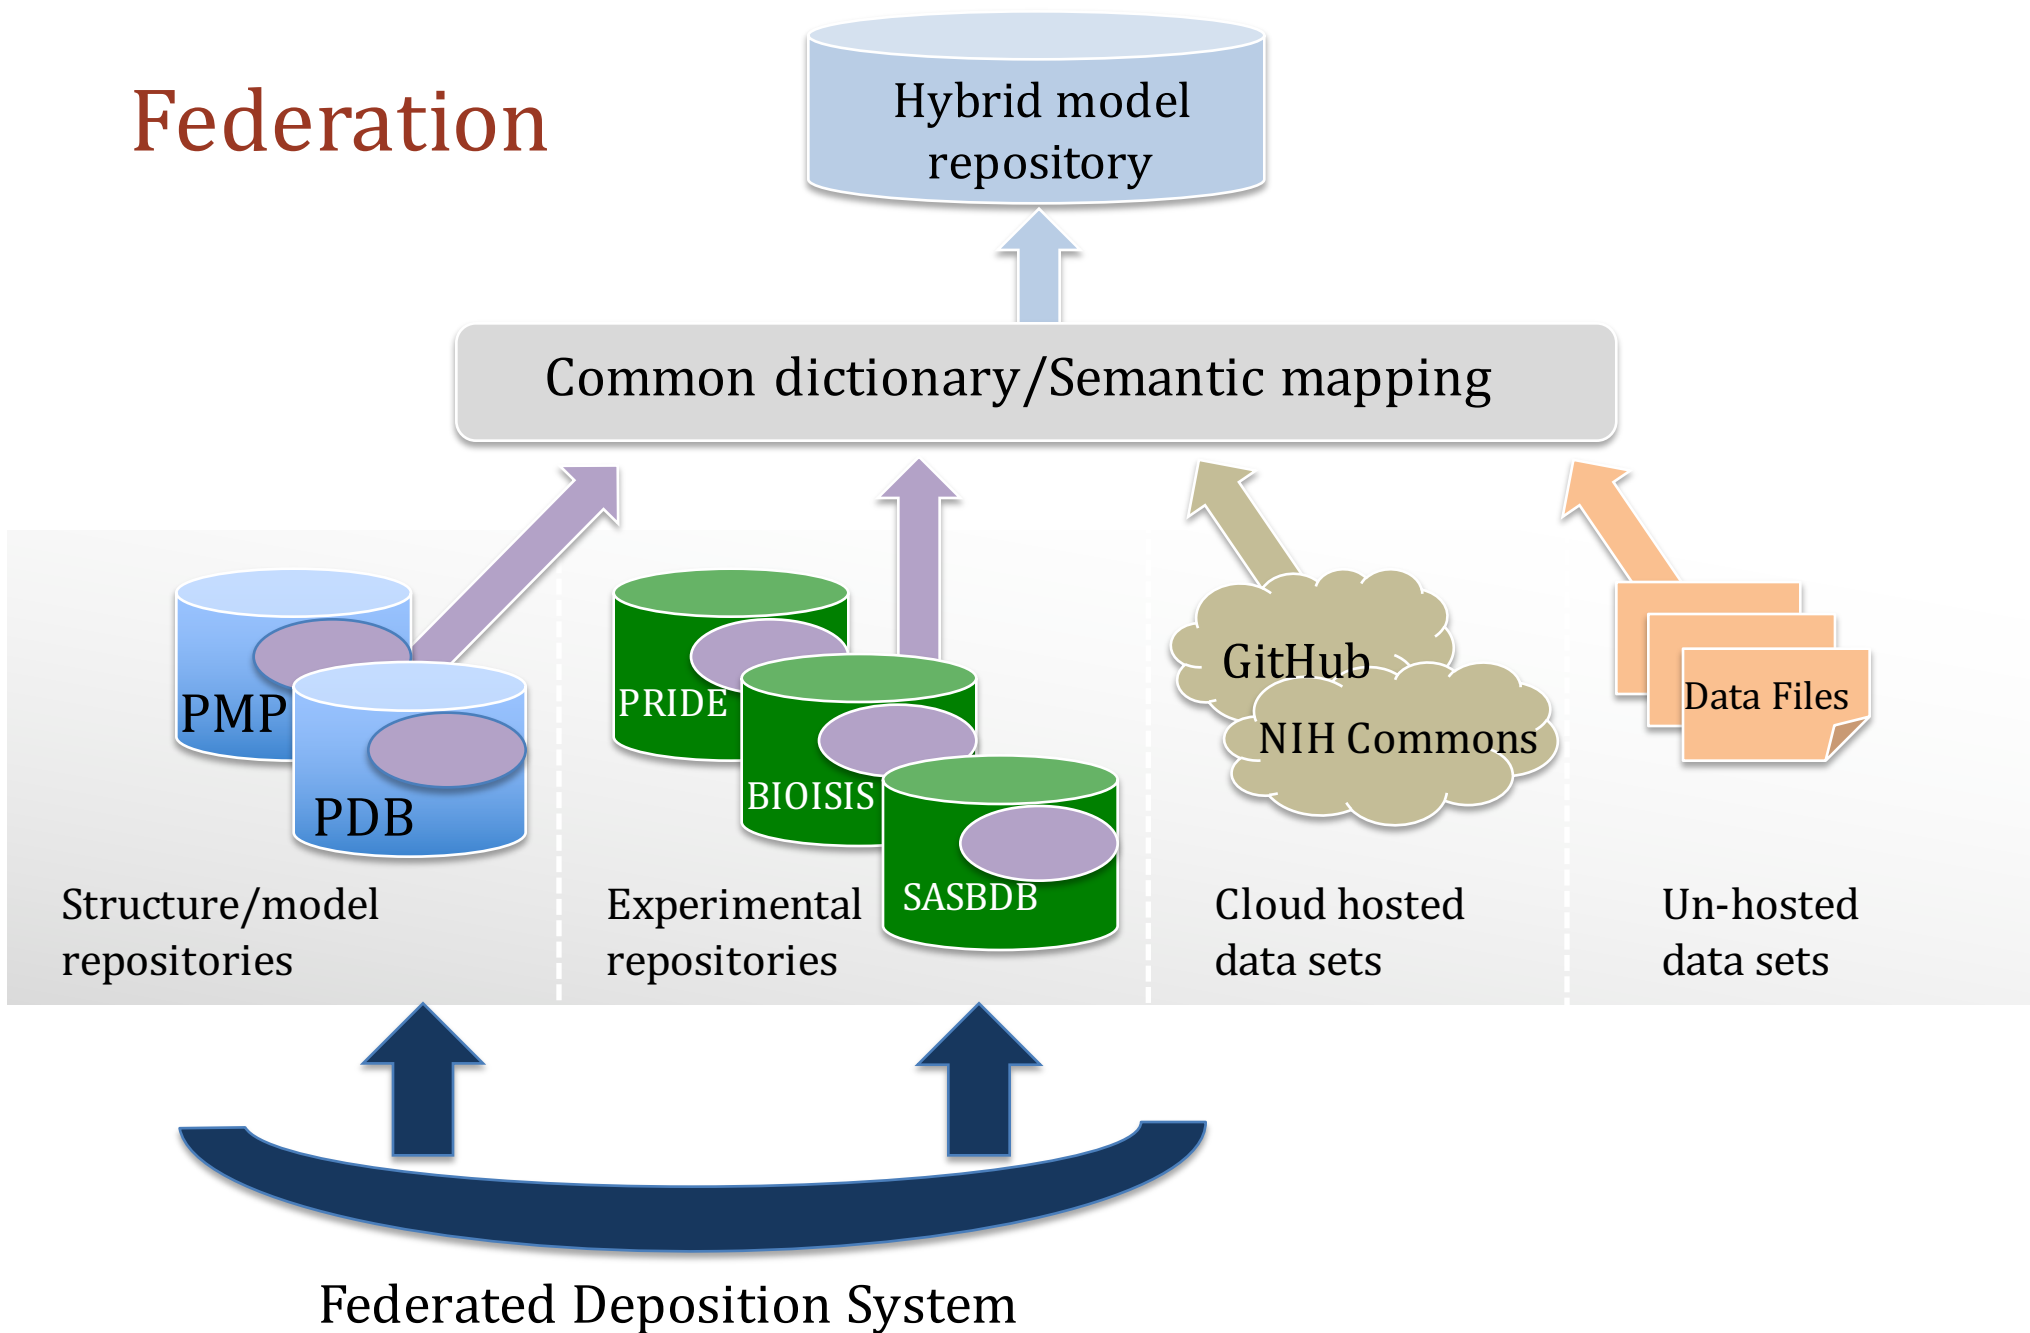 Federation
Hybrid model
repository
Common dictionary/Semantic mapping
PMP
PDB
Structure/model
repositories
PRIDE
BIOISIS
SASBDB
Experimental
repositories
GitHub
NIH Commons
Cloud hosted
data sets
Data Files
Un-hosted
data sets
Federated Deposition System